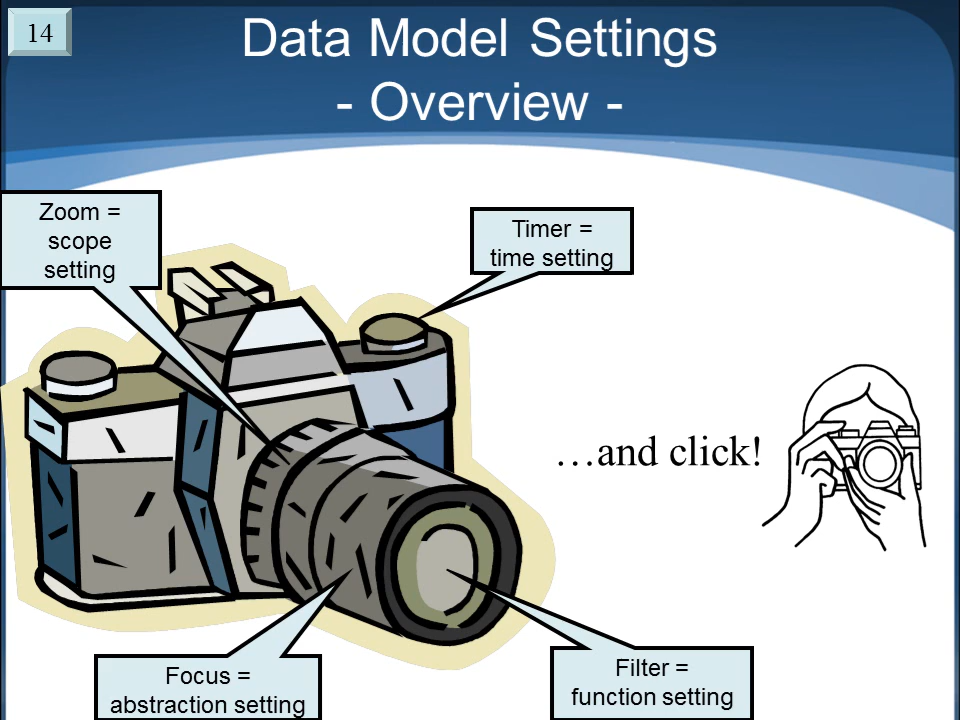 14
Data Model Settings
- Overview -
Zoom =
scope
setting
Timer =
time setting
…and click!
Focus =
abstraction setting
Filter =
function setting